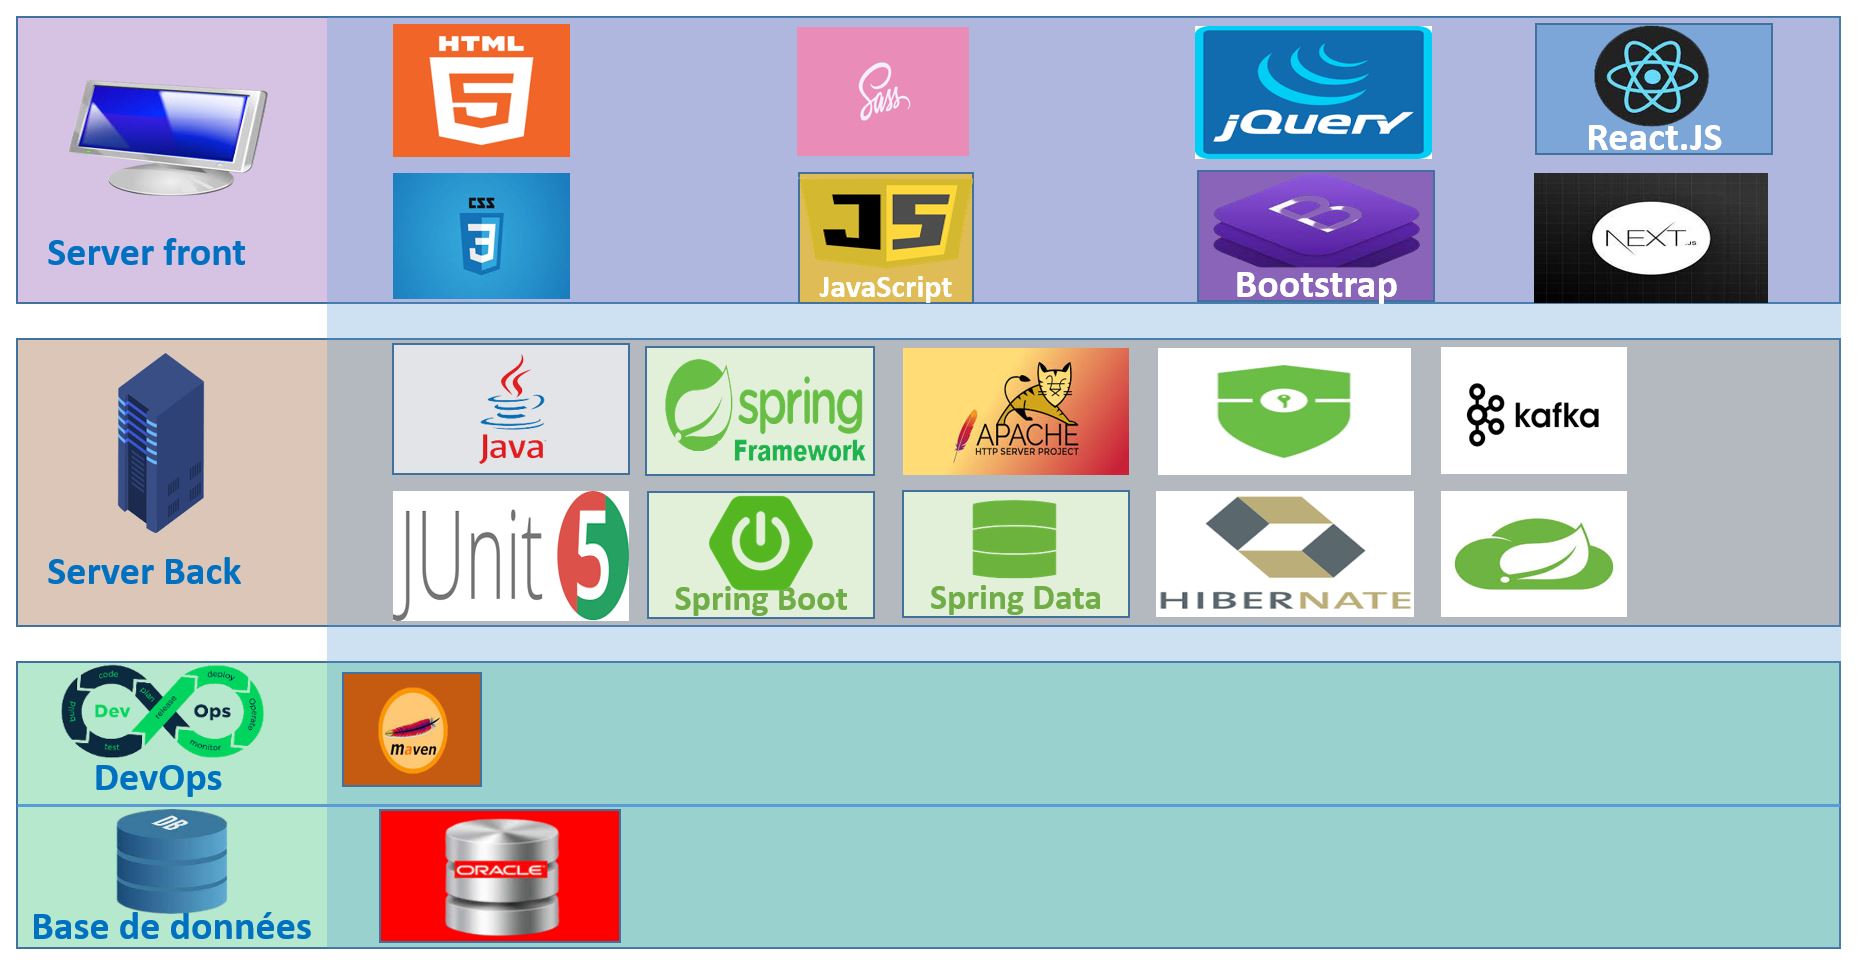 HTML
5
Sass
jQuery
React.JS
CSS
3
JS
JavaScript
B
Bootstrap
NEXT.JS
Server front
Java
spring
Framework
APACHE
HTTP SERVER PROJECT
kafka
JUnit 5
Spring Boot
Spring Data
HIBERNATE
Server Back
code
plan
build
test
release
deploy
operate
monitor
Dev
Ops
DevOps
maven
DB
Base de données
ORACLE